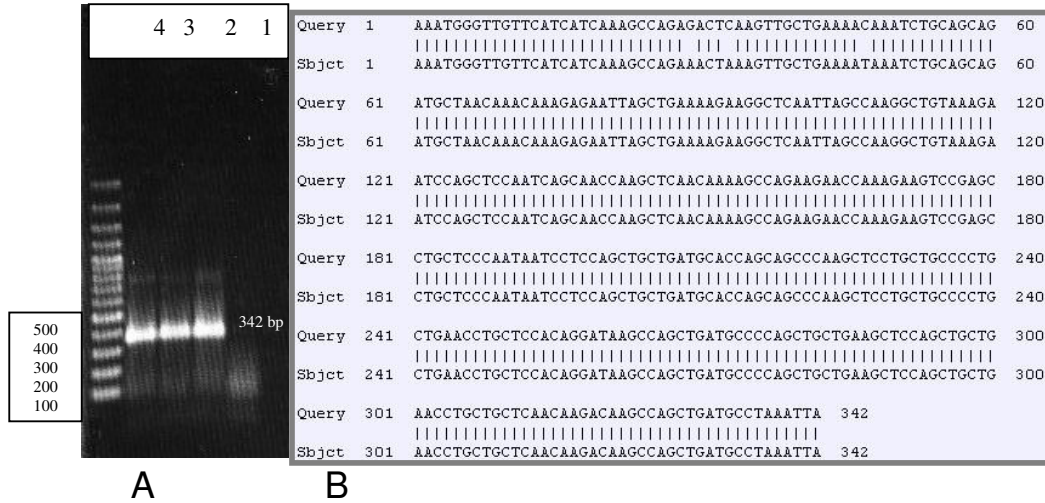 4 3 2 1
342 bp
500
400
300
200
100
A
Query 1 AAATGGGTTGTTCATCATCAAAGCCAGAGACTCAAGTTGCTGAAAACAAATCTGCAGCAG 60
Sbjct 1 AAATGGGTTGTTCATCATCAAAGCCAGAAACTAAAGTTGCTGAAAATAAATCTGCAGCAG 60
Query 61 ATGCTAACAAACAAAGAGAATTAGCTGAAAAGAAGGCTCAATTAGCCAAGGCTGTAAAGA 120
Sbjct 61 ATGCTAACAAACAAAGAGAATTAGCTGAAAAGAAGGCTCAATTAGCCAAGGCTGTAAAGA 120
Query 121 ATCCAGCTCCAATCAGCAACCAAGCTCAACAAAAGCCAGAAGAACCAAAGAAGTCCGAGC 180
Sbjct 121 ATCCAGCTCCAATCAGCAACCAAGCTCAACAAAAGCCAGAAGAACCAAAGAAGTCCGAGC 180
Query 181 CTGCTCCCAATAATCCTCCAGCTGCTGATGCACCAGCAGCCCAAGCTCCTGCTGCCCCTG 240
Sbjct 181 CTGCTCCCAATAATCCTCCAGCTGCTGATGCACCAGCAGCCCAAGCTCCTGCTGCCCCTG 240
Query 241 CTGAACCTGCTCCACAGGATAAGCCAGCTGATGCCCCAGCTGCTGAAGCTCCAGCTGCTG 300
Sbjct 241 CTGAACCTGCTCCACAGGATAAGCCAGCTGATGCCCCAGCTGCTGAAGCTCCAGCTGCTG 300
Query 301 AACCTGCTGCTCAACAAGACAAGCCAGCTGATGCCTAAATTA 342
Sbjct 301 AACCTGCTGCTCAACAAGACAAGCCAGCTGATGCCTAAATTA 342
B